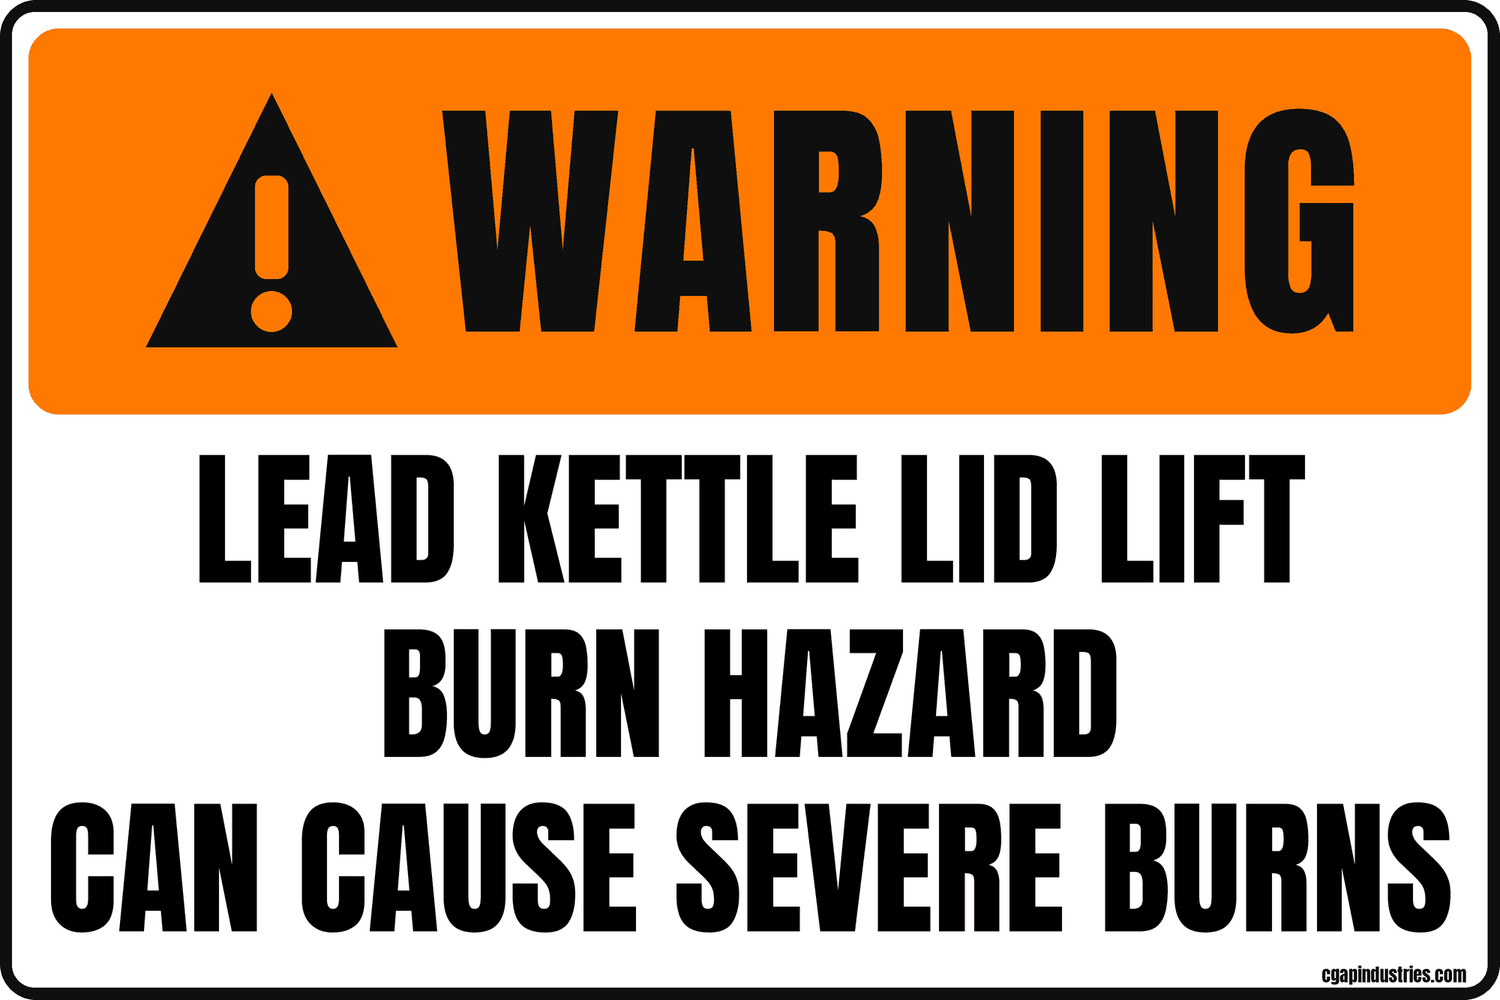 WARNING
LEAD KETTLE LID LIFT
BURN HAZARD
CAN CAUSE SEVERE BURNS
cgapindustries.com